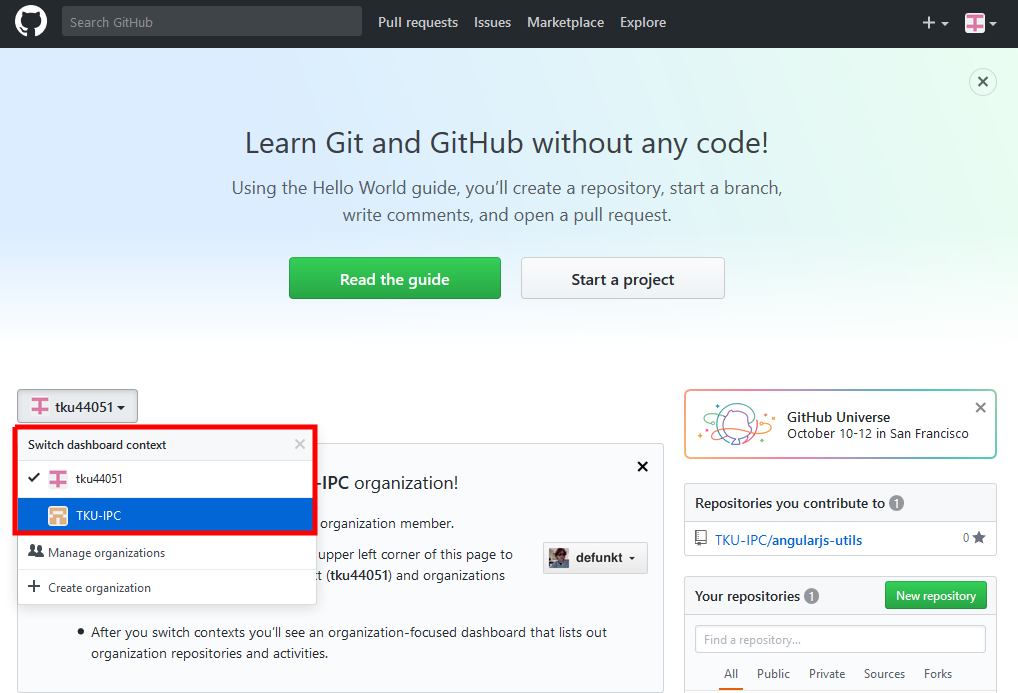 Search GitHub
Pull requests
Issues
Marketplace
Explore
Learn Git and GitHub without any code!
Using the Hello World guide, you’ll create a repository, start a branch,
write comments, and open a pull request.
Read the guide
Start a project
tku44051
Switch dashboard context
tku44051
TKU-IPC
Manage organizations
Create organization
-IPC organization!
organization member.
upper left corner of this page to
t (tku44051) and organizations
defunkt
After you switch contexts you'll see an organization-focused dashboard that lists out
organization repositories and activities.
GitHub Universe
October 10-12 in San Francisco
Repositories you contribute to 1
TKU-IPC/angularjs-utils 0
Your repositories 1
New repository
Find a repository...
All Public Private Sources Forks